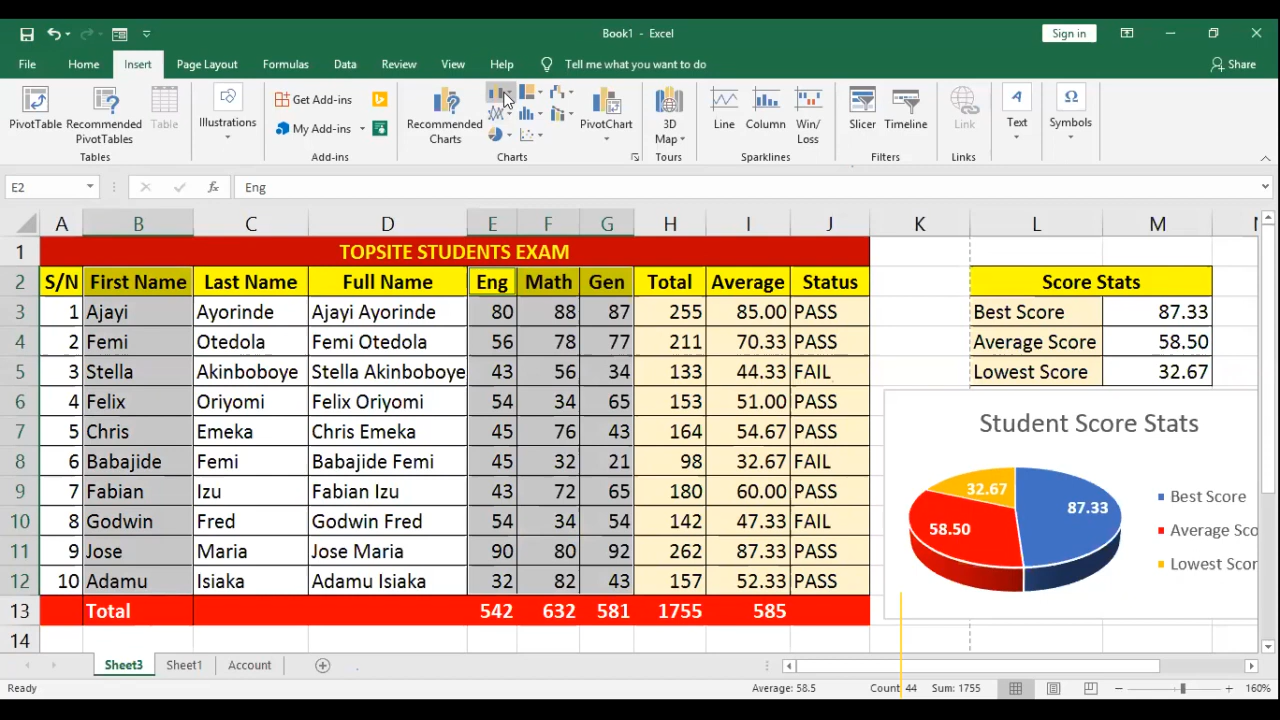 Book1 - Excel
Sign in
File Home Insert Page Layout Formulas Data Review View Help Tell me what you want to do Share
PivotTable Recommended PivotTables Table Illustrations Get Add-ins My Add-ins Recommended Charts PivotChart 3D Map Line Column Win/Loss Slicer Timeline Link Text Symbols
Tables Add-ins Charts Tours Sparklines Filters Links
E2 fx Eng
A B C D E F G H I J K L M
1 TOPSITE STUDENTS EXAM
2 S/N First Name Last Name Full Name Eng Math Gen Total Average Status Score Stats
3 1 Ajayi Ayorinde Ajayi Ayorinde 80 88 87 255 85.00 PASS Best Score 87.33
4 2 Femi Otedola Femi Otedola 56 78 77 211 70.33 PASS Average Score 58.50
5 3 Stella Akinboboye Stella Akinboboye 43 56 34 133 44.33 FAIL Lowest Score 32.67
6 4 Felix Oriyomi Felix Oriyomi 54 34 65 153 51.00 PASS
7 5 Chris Emeka Chris Emeka 45 76 43 164 54.67 PASS
8 6 Babajide Femi Babajide Femi 45 32 21 98 32.67 FAIL
9 7 Fabian Izu Fabian Izu 43 72 65 180 60.00 PASS
10 8 Godwin Fred Godwin Fred 54 34 54 142 47.33 FAIL
11 9 Jose Maria Jose Maria 90 80 92 262 87.33 PASS
12 10 Adamu Isiaka Adamu Isiaka 32 82 43 157 52.33 PASS
13 Total 542 632 581 1755 585
14
Student Score Stats
32.67
87.33
58.50
Best Score
Average Sco
Lowest Scor
Sheet3 Sheet1 Account
Ready Average: 58.5 Count: 44 Sum: 1755 160%